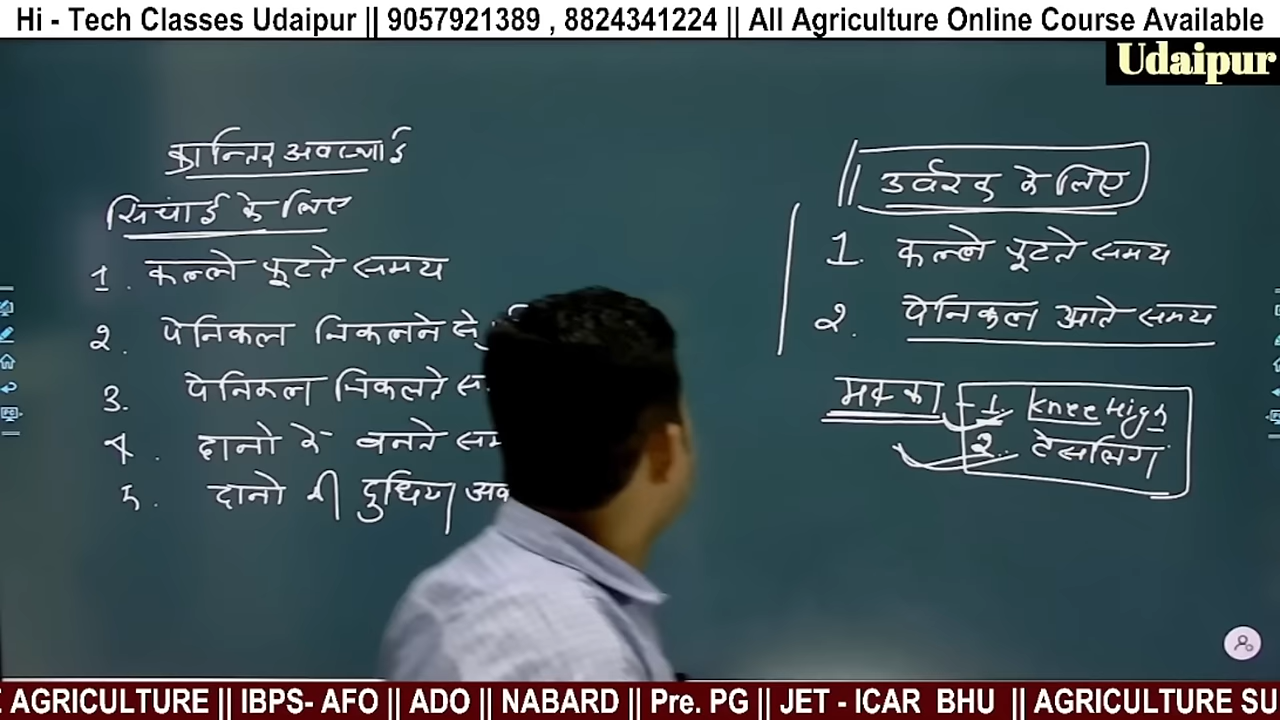 Hi - Tech Classes Udaipur || 9057921389 , 8824341224 || All Agriculture Online Course Available
Udaipur
क्रान्तिर अवस्थाई
सिचांई के लिए
1. कल्लो फूटते समय
2. पेनिकल निकलने से
3. पेनिकल निकलते स
4. दानो के बनते सम
5. दानो की दुधिया अव
उर्वरक के लिए
1. कल्ले फूटते समय
2. पेनिकल आते समय
मक्का - 1. Knee High
2. टेसलिंग
E AGRICULTURE || IBPS- AFO || ADO || NABARD || Pre. PG || JET - ICAR BHU || AGRICULTURE SU